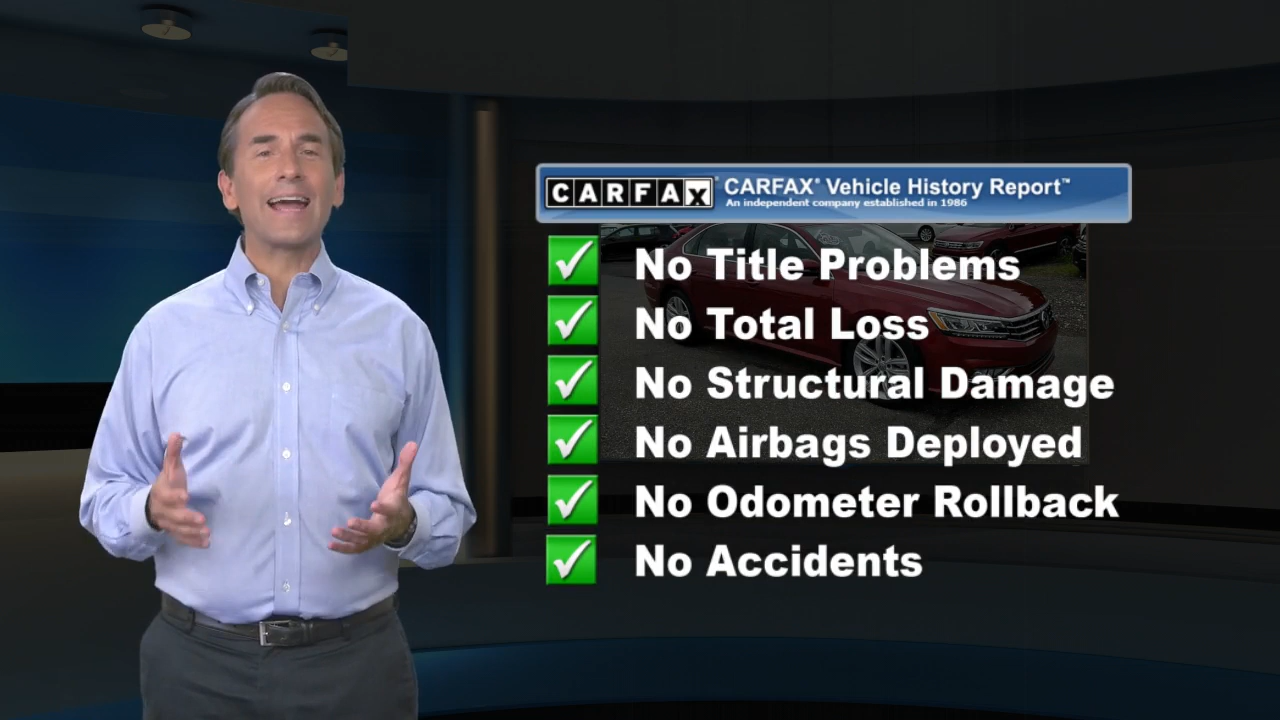 CARFAX® CARFAX® Vehicle History Report™
An independent company established in 1986
No Title Problems
No Total Loss
No Structural Damage
No Airbags Deployed
No Odometer Rollback
No Accidents